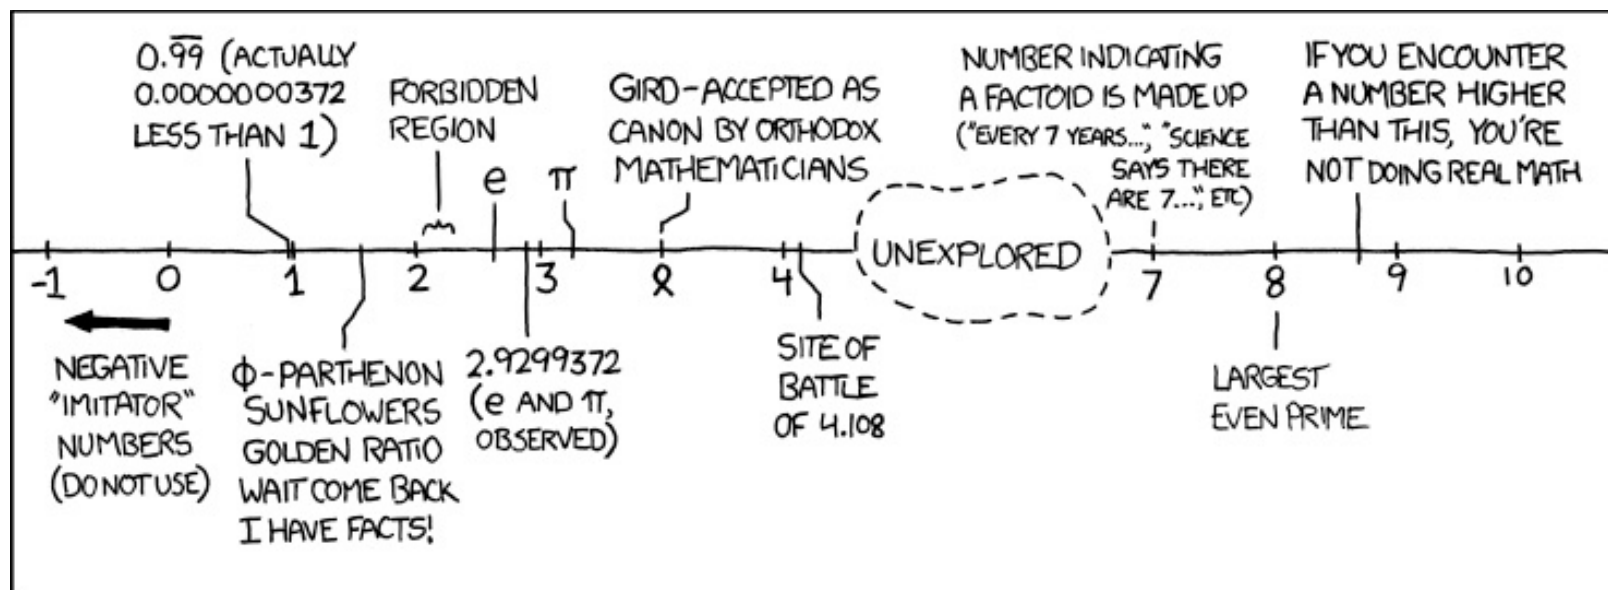 0.9̅9̅ (ACTUALLY
0.0000000372
LESS THAN 1)
FORBIDDEN
REGION
e
π
GIRD-ACCEPTED AS
CANON BY ORTHODOX
MATHEMATICIANS
NUMBER INDICATING
A FACTOID IS MADE UP
("EVERY 7 YEARS...", "SCIENCE
SAYS THERE
ARE 7...", ETC)
IF YOU ENCOUNTER
A NUMBER HIGHER
THAN THIS, YOU'RE
NOT DOING REAL MATH
UNEXPLORED
-1 0 1 2 3 4 7 8 9 10
NEGATIVE
"IMITATOR"
NUMBERS
(DO NOT USE)
ϕ-PARTHENON
SUNFLOWERS
GOLDEN RATIO
WAIT COME BACK
I HAVE FACTS!
2.9299372
(e AND π,
OBSERVED)
SITE OF
BATTLE
OF 4.108
LARGEST
EVEN PRIME